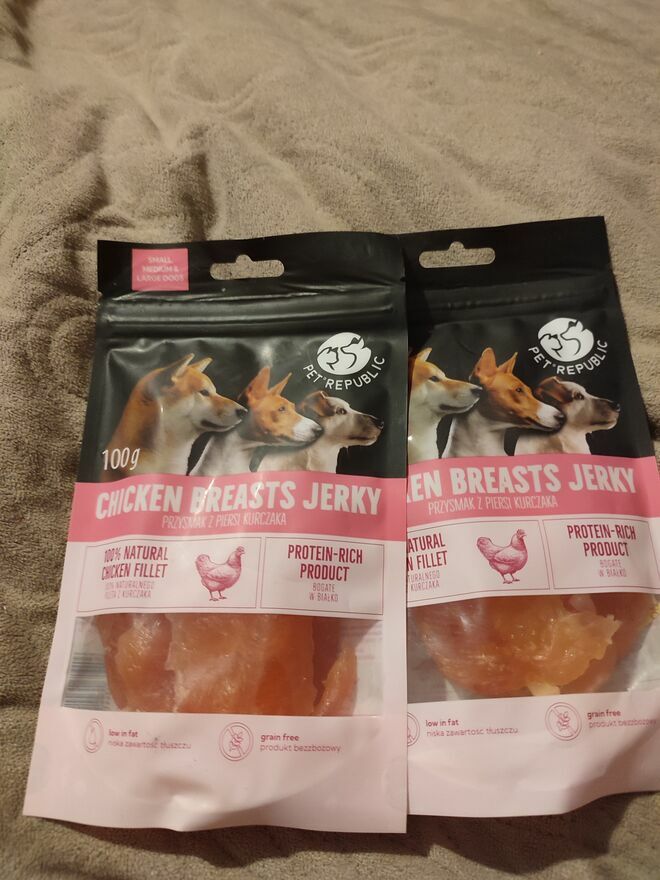 SMALL,
MEDIUM &
LARGE DOGS
PET REPUBLIC
100g
CHICKEN BREASTS JERKY
PRZYSMAK Z PIERSI KURCZAKA
100% NATURAL
CHICKEN FILLET
100% NATURALNEGO
FILETA Z KURCZAKA
PROTEIN-RICH
PRODUCT
BOGATE
W BIAŁKO
low in fat
niska zawartość tłuszczu
grain free
produkt bezzbożowy
PET REPUBLIC
KEN BREASTS JERKY
PRZYSMAK Z PIERSI KURCZAKA
ATURAL
N FILLET
TURALNEGO
KURCZAKA
PROTEIN-RICH
PRODUCT
BOGATE
W BIAŁKO
low in fat
niska zawartość tłuszczu
grain free
produkt bezzbożowy